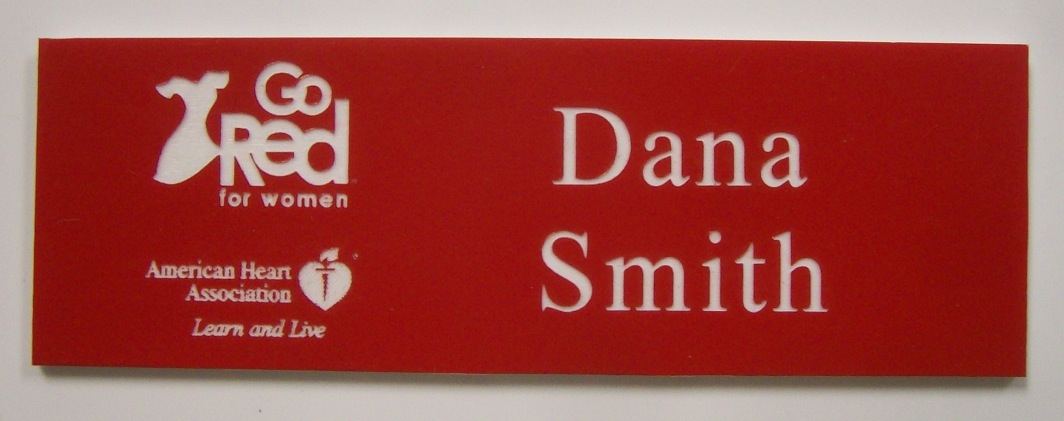 Go
Red
for women
American Heart
Association
Learn and Live
Dana
Smith